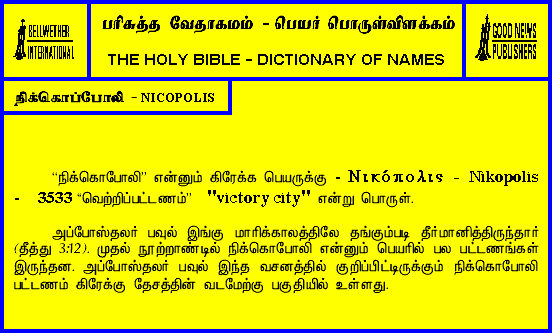 BELLWETHER
INTERNATIONAL
பரிசுத்த வேதாகமம் - பெயர் பொருள்விளக்கம்
THE HOLY BIBLE - DICTIONARY OF NAMES
GOOD NEWS
PUBLISHERS
நிக்கொப்போலி - NICOPOLIS
“நிக்கொபோலி” என்னும் கிரேக்க பெயருக்கு - Νικόπολις - Nikopolis
- 3533 “வெற்றிப்பட்டணம்” "victory city" என்று பொருள்.
அப்போஸ்தலர் பவுல் இங்கு மாரிக்காலத்திலே தங்கும்படி தீர்மானித்திருந்தார்
(தீத்து 3:12). முதல் நூற்றாண்டில் நிக்கொபோலி என்னும் பெயரில் பல பட்டணங்கள்
இருந்தன. அப்போஸ்தலர் பவுல் இந்த வசனத்தில் குறிப்பிட்டிருக்கும் நிக்கொபோலி
பட்டணம் கிரேக்கு தேசத்தின் வடமேற்கு பகுதியில் உள்ளது.